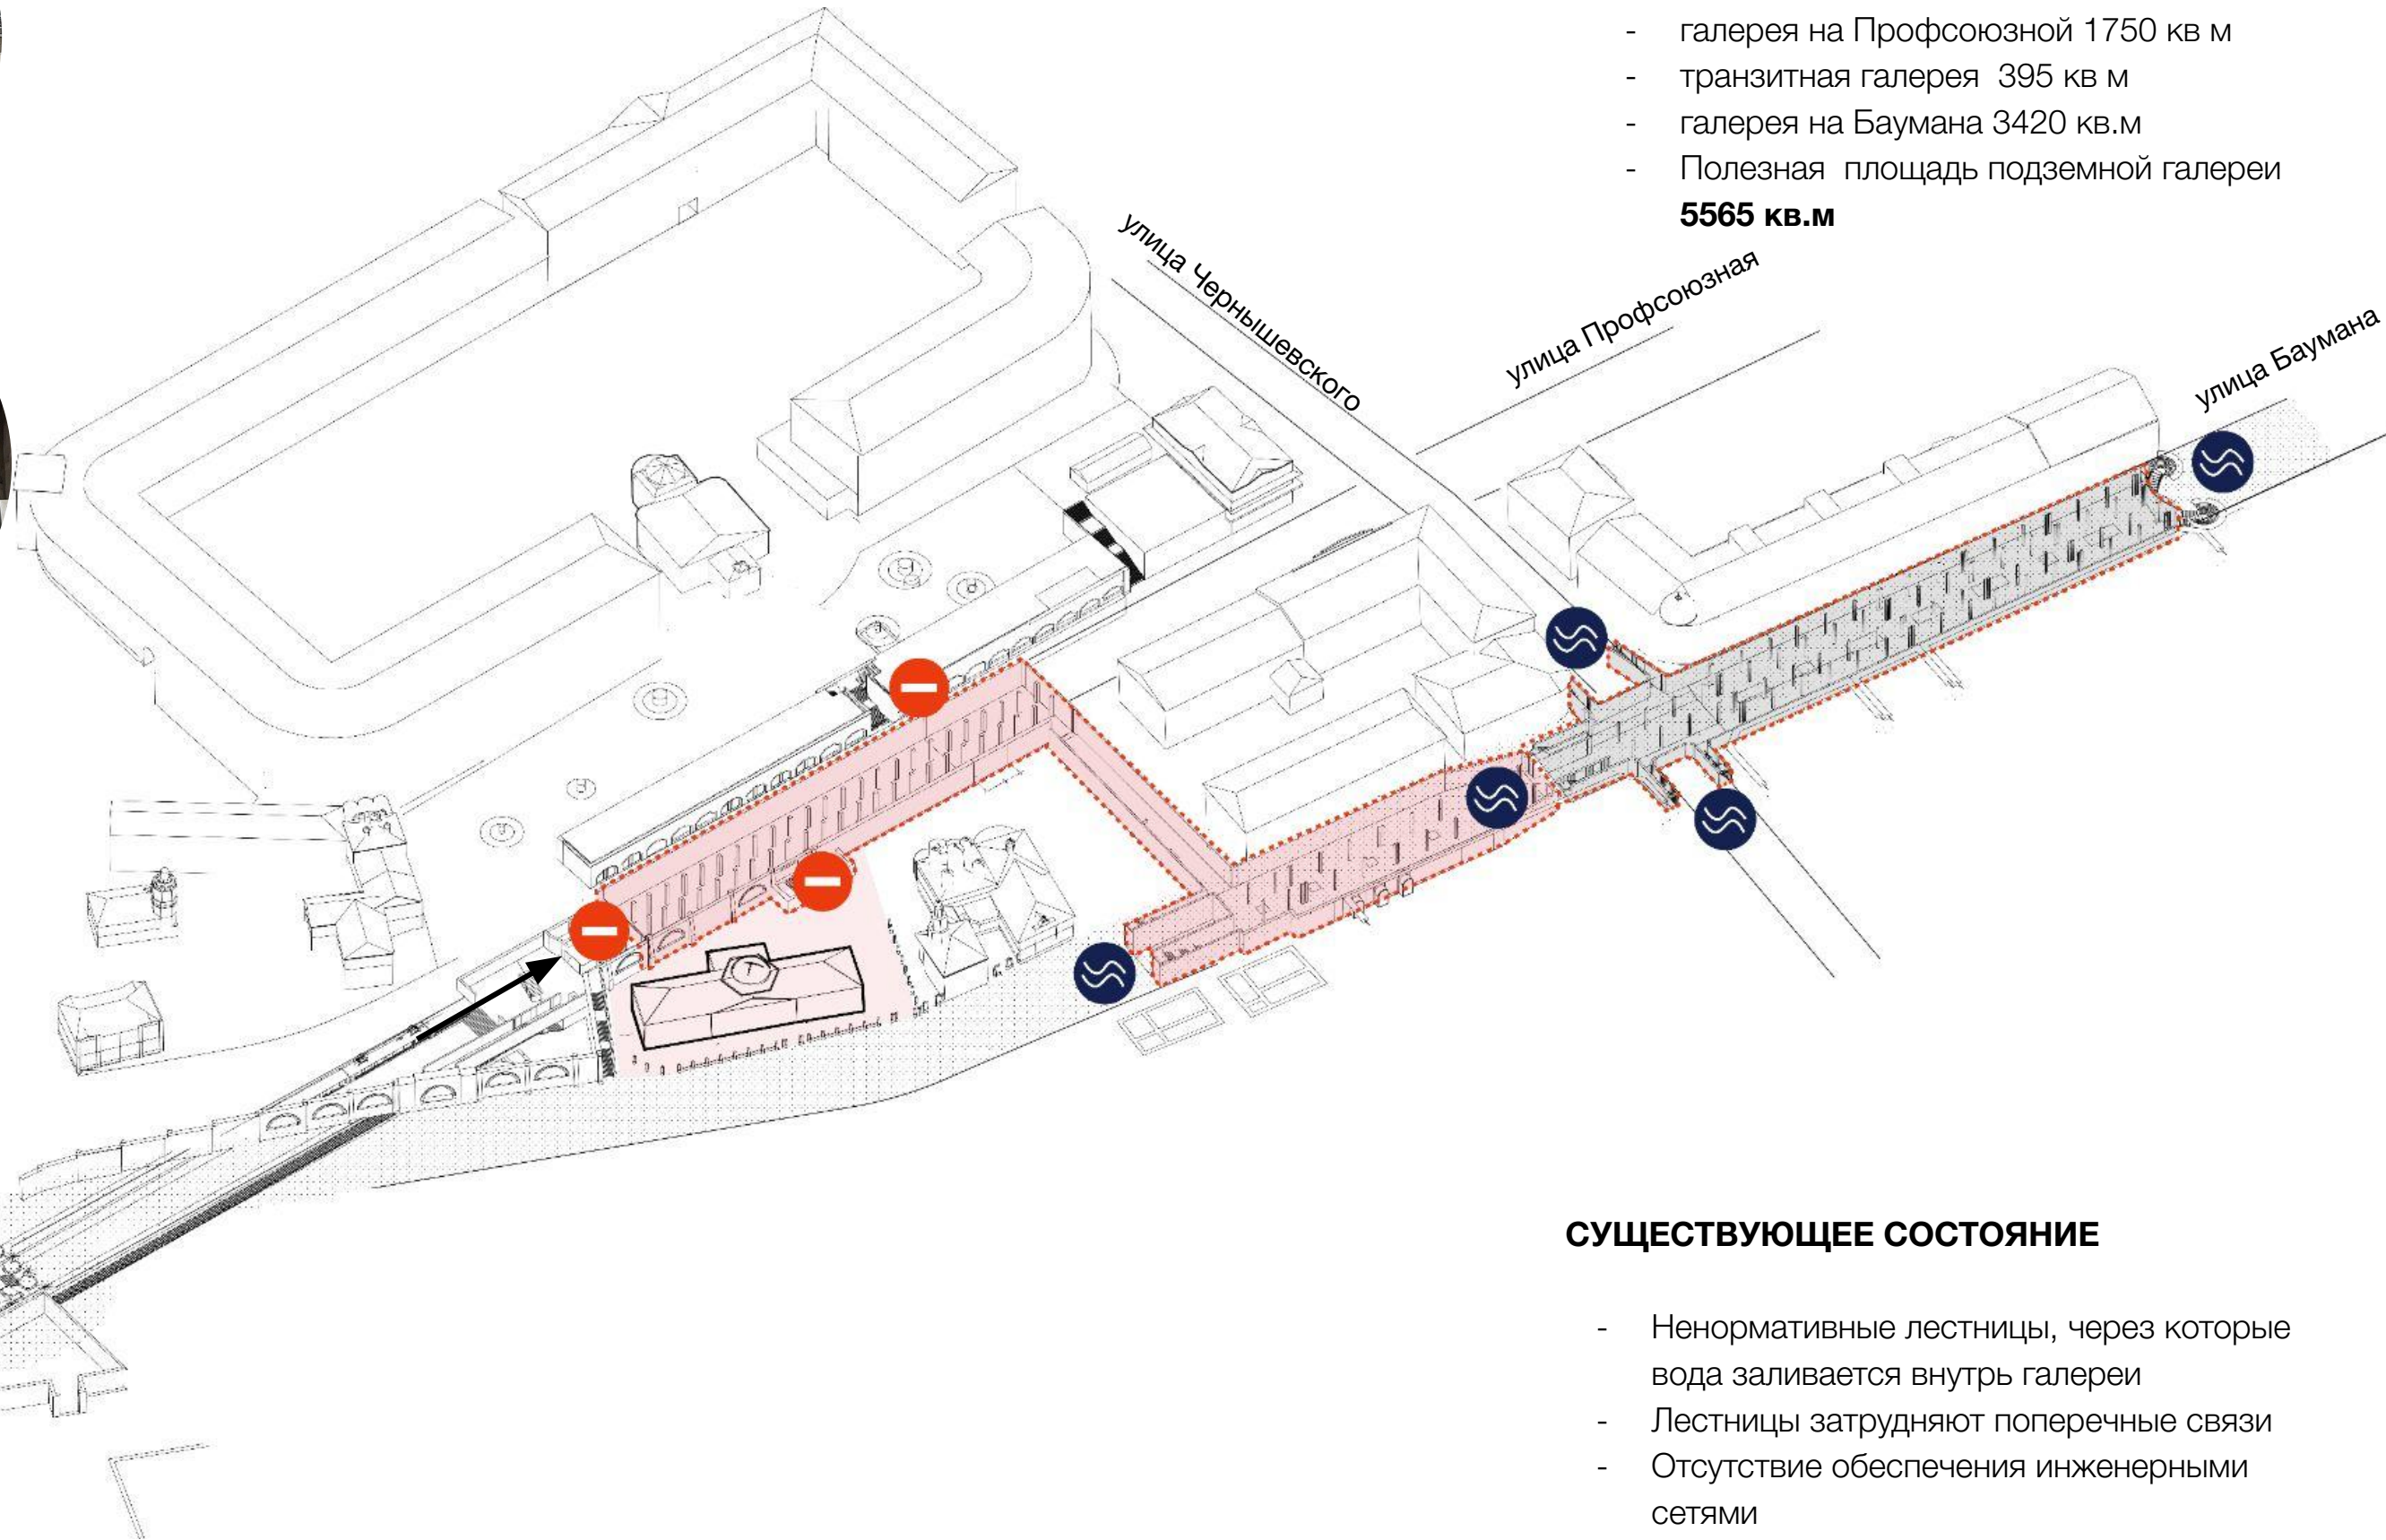 - галерея на Профсоюзной 1750 кв м
- транзитная галерея 395 кв м
- галерея на Баумана 3420 кв.м
- Полезная площадь подземной галереи
5565 кв.м
улица Чернышевского
улица Профсоюзная
улица Баумана
СУЩЕСТВУЮЩЕЕ СОСТОЯНИЕ
- Ненормативные лестницы, через которые
вода заливается внутрь галереи
- Лестницы затрудняют поперечные связи
- Отсутствие обеспечения инженерными
сетями